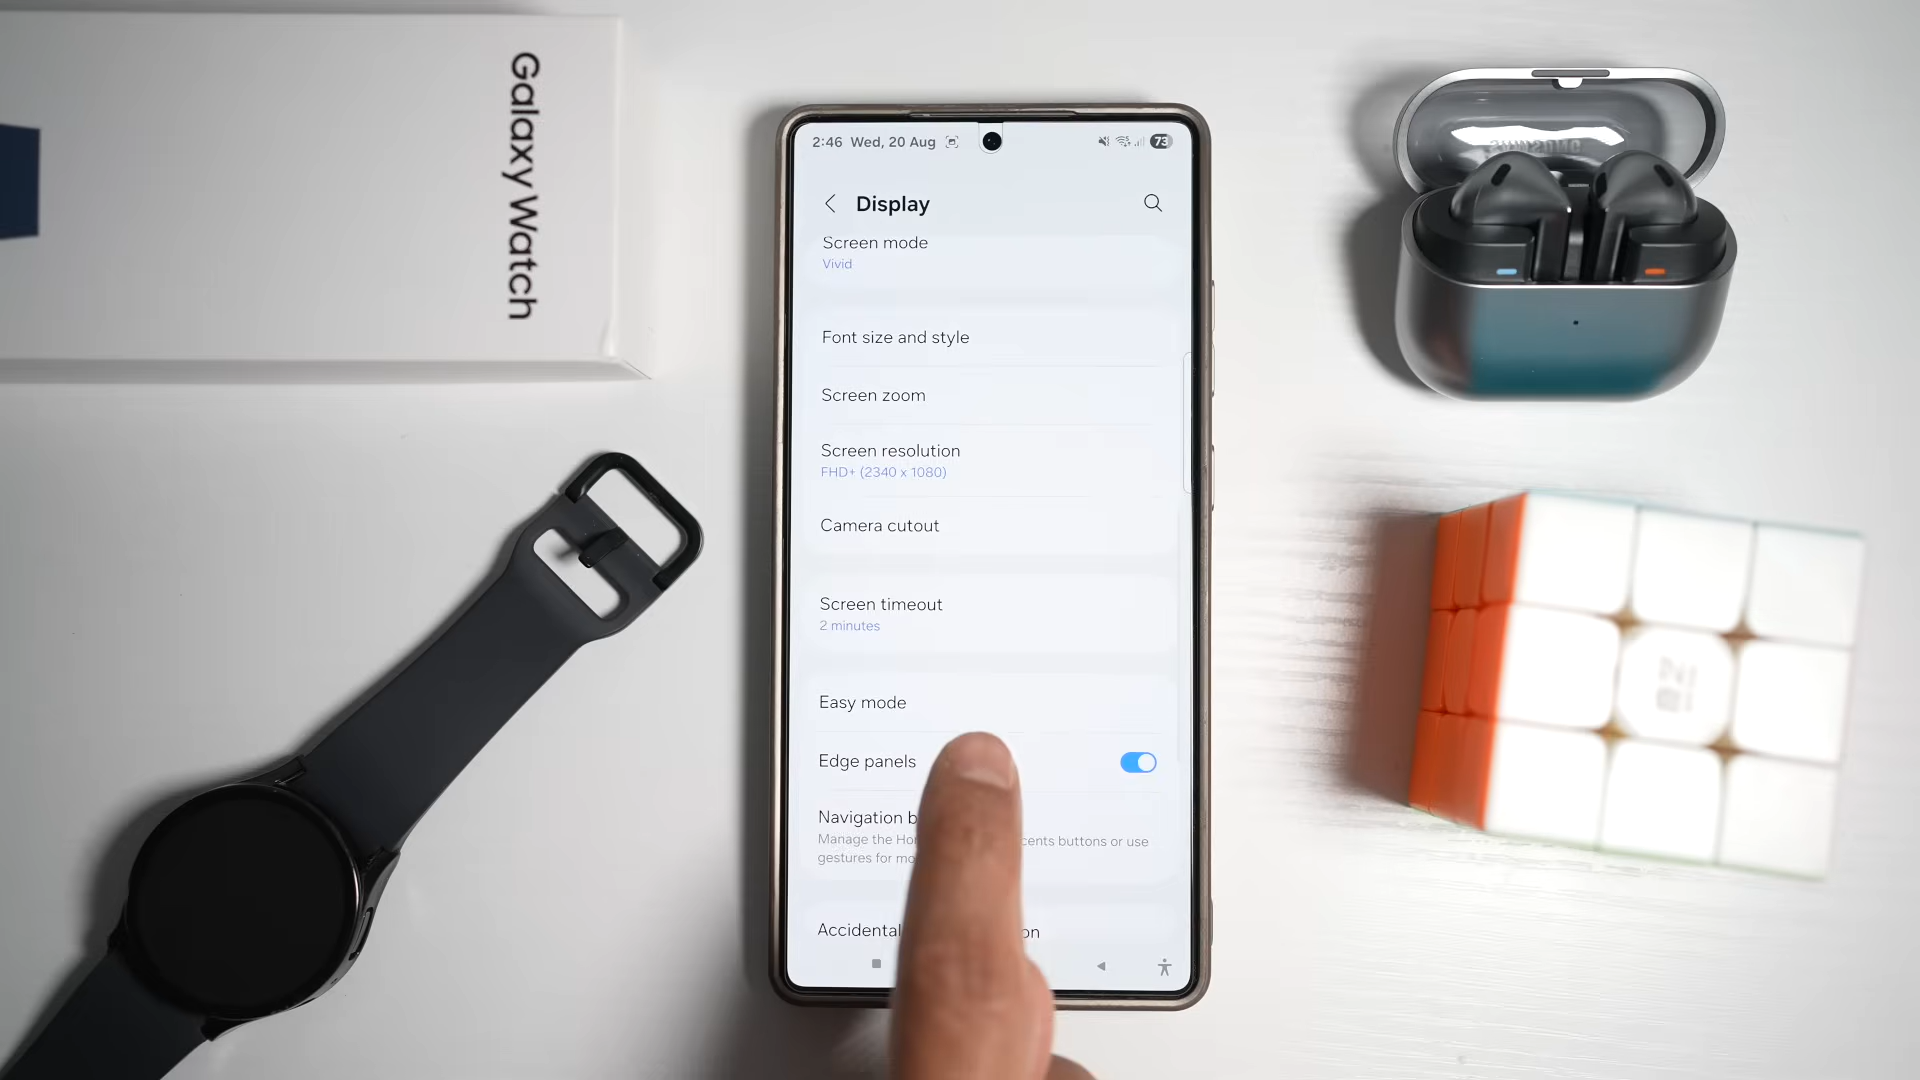 Galaxy Watch
2:46 Wed, 20 Aug
73
Display
Screen mode
Vivid
Font size and style
Screen zoom
Screen resolution
FHD+ (2340 x 1080)
Camera cutout
Screen timeout
2 minutes
Easy mode
Edge panels
Navigation b
Manage the Ho cents buttons or use
gestures for mo
Accidental on
SAMSUNG